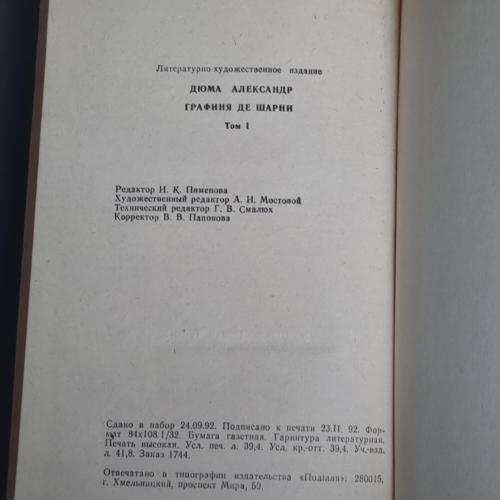 Литературно-художественное издание
ДЮМА АЛЕКСАНДР
ГРАФИНЯ ДЕ ШАРНИ
Том I
Редактор И. К. Пименова
Художественный редактор А. И. Мостовой
Технический редактор Г. В. Смалюх
Корректор В. В. Папонова
Сдано в набор 24.09.92. Подписано к печати 23.II. 92. Фор-
мат 84х108.1/32. Бумага газетная. Гарнитура литературная.
Печать высокая. Усл. печ. л. 39,4. Усл. кр.-отт. 39,4. Уч.-изд.
л. 41,8. Заказ 1744.
Отпечатано в типографии издательства «Поділля»: 280015,
г. Хмельницкий, проспект Мира, 59.